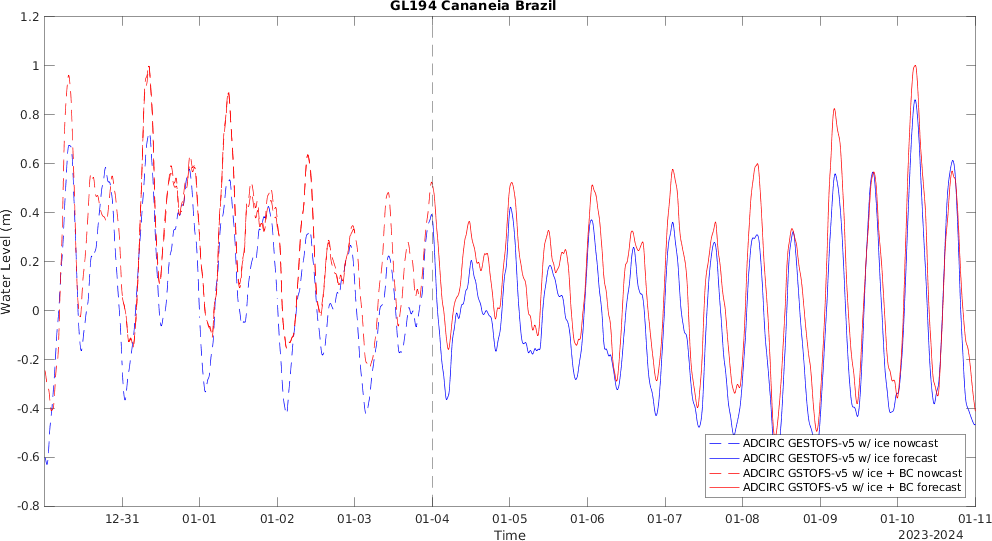 GL194 Cananeia Brazil
1.2
1
0.8
0.6
0.4
0.2
0
-0.2
-0.4
-0.6
-0.8
Water Level (m)
ADCIRC GESTOFS-v5 w/ ice nowcast
ADCIRC GESTOFS-v5 w/ ice forecast
ADCIRC GSTOFS-v5 w/ ice + BC nowcast
ADCIRC GSTOFS-v5 w/ ice + BC forecast
12-31 01-01 01-02 01-03 01-04 01-05 01-06 01-07 01-08 01-09 01-10 01-11
Time
2023-2024